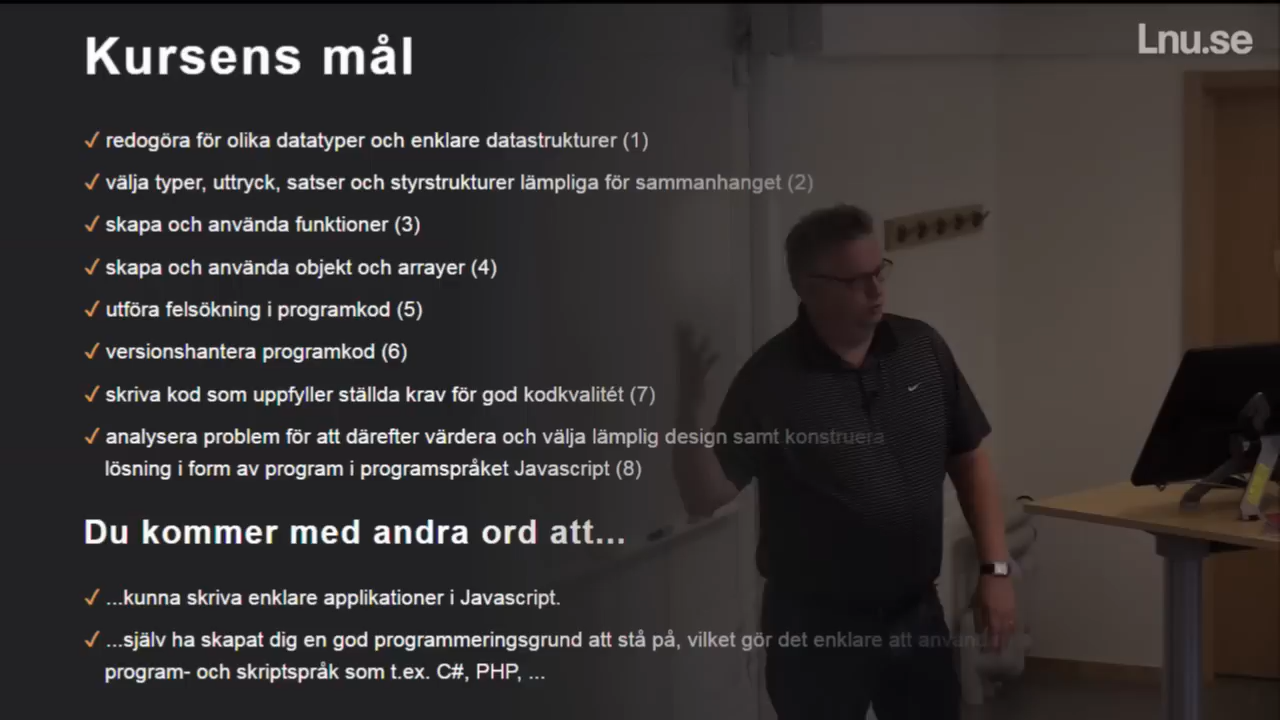 Lnu.se
Kursens mål
✓ redogöra för olika datatyper och enklare datastrukturer (1)
✓ välja typer, uttryck, satser och styrstrukturer lämpliga för sammanhanget (2)
✓ skapa och använda funktioner (3)
✓ skapa och använda objekt och arrayer (4)
✓ utföra felsökning i programkod (5)
✓ versionshantera programkod (6)
✓ skriva kod som uppfyller ställda krav för god kodkvalitét (7)
✓ analysera problem för att därefter värdera och välja lämplig design samt konstruera
lösning i form av program i programspråket Javascript (8)
Du kommer med andra ord att...
✓ ...kunna skriva enklare applikationer i Javascript.
✓ ...själv ha skapat dig en god programmeringsgrund att stå på, vilket gör det enklare att
program- och skriptspråk som t.ex. C#, PHP, ...